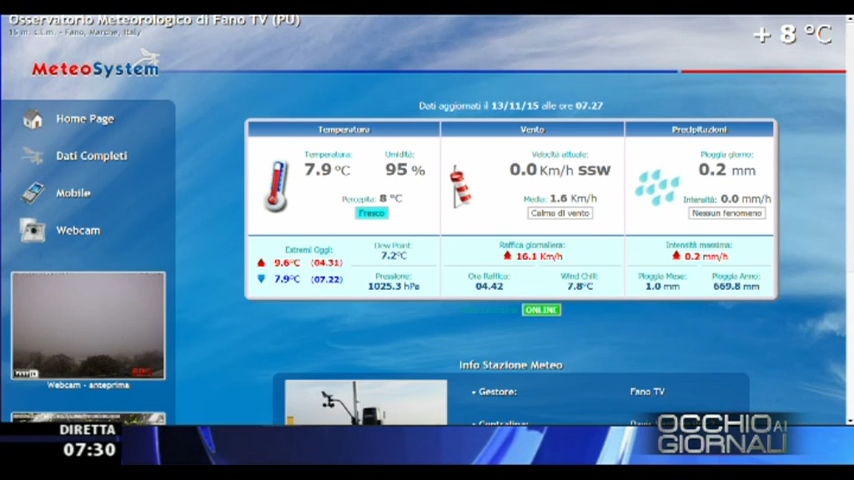 Osservatorio Meteorologico di Fano TV (PU)
15 m. s.l.m. - Fano, Marche, Italy
+ 8 °C
MeteoSystem
Dati aggiornati il 13/11/15 alle ore 07.27
Home Page
Dati Completi
Mobile
Webcam
Temperatura
Temperatura:
7.9 °C
Umidità:
95 %
Percepita: 8 °C
Fresco
Estremi Oggi:
9.6°C (04.31)
7.9°C (07.22)
Dew Point:
7.2°C
Pressione:
1025.3 hPa
Vento
Velocità attuale:
0.0 Km/h SSW
Media: 1.6 Km/h
Calma di vento
Raffica giornaliera:
16.1 Km/h
Ora Raffica:
04.42
Wind Chill:
7.8°C
Precipitazioni
Pioggia giorno:
0.2 mm
Intensità: 0.0 mm/h
Nessun fenomeno
Intensità massima:
0.2 mm/h
Pioggia Mese:
1.0 mm
Pioggia Anno:
669.8 mm
ONLINE
Webcam - anteprima
Info Stazione Meteo
• Gestore: Fano TV
• Centralina:
DIRETTA
07:30
OCCHIO AI
GIORNALI